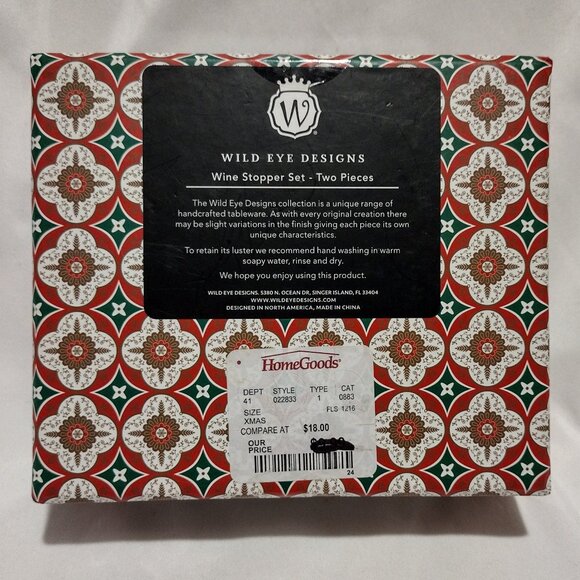 W
WILD EYE DESIGNS
Wine Stopper Set - Two Pieces
The Wild Eye Designs collection is a unique range of
handcrafted tableware. As with every original creation there
may be slight variations in the finish giving each piece its own
unique characteristics.
To retain its luster we recommend hand washing in warm
soapy water, rinse and dry.
We hope you enjoy using this product.
WILD EYE DESIGNS. 5380 N. OCEAN DR, SINGER ISLAND, FL 33404
WWW.WILDEYEDESIGNS.COM
DESIGNED IN NORTH AMERICA, MADE IN CHINA
HomeGoods®
DEPT STYLE TYPE CAT
41 022833 1 0883
SIZE FLS 1216
XMAS
COMPARE AT $18.00
OUR
PRICE
24